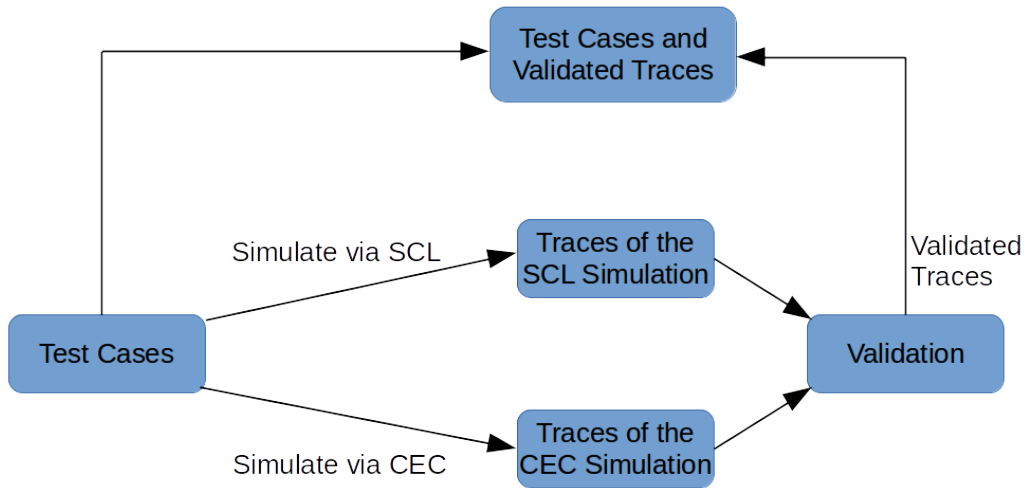 Test Cases and
Validated Traces
Simulate via SCL
Traces of the
SCL Simulation
Validated
Traces
Test Cases
Validation
Simulate via CEC
Traces of the
CEC Simulation